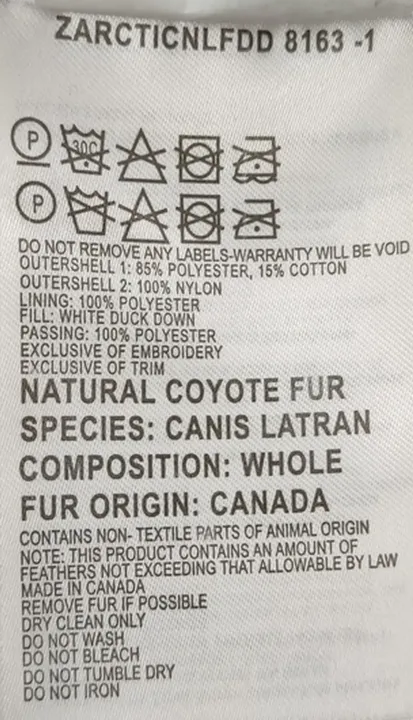 ZARCTICNLFDD 8163 -1
P 30C
P
DO NOT REMOVE ANY LABELS-WARRANTY WILL BE VOID
OUTERSHELL 1: 85% POLYESTER, 15% COTTON
OUTERSHELL 2: 100% NYLON
LINING: 100% POLYESTER
FILL: WHITE DUCK DOWN
PASSING: 100% POLYESTER
EXCLUSIVE OF EMBROIDERY
EXCLUSIVE OF TRIM
NATURAL COYOTE FUR
SPECIES: CANIS LATRAN
COMPOSITION: WHOLE
FUR ORIGIN: CANADA
CONTAINS NON- TEXTILE PARTS OF ANIMAL ORIGIN
NOTE: THIS PRODUCT CONTAINS AN AMOUNT OF
FEATHERS NOT EXCEEDING THAT ALLOWABLE BY LAW
MADE IN CANADA
REMOVE FUR IF POSSIBLE
DRY CLEAN ONLY
DO NOT WASH
DO NOT BLEACH
DO NOT TUMBLE DRY
DO NOT IRON